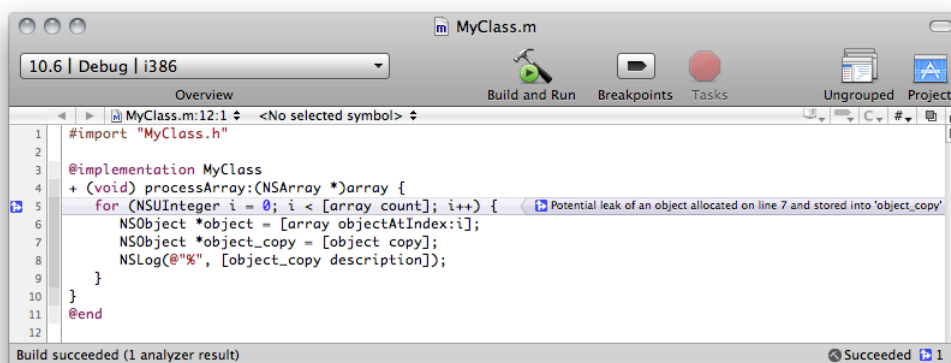 MyClass.m
10.6 | Debug | i386
Overview Build and Run Breakpoints Tasks Ungrouped Project
MyClass.m:12:1 <No selected symbol> C #
1 #import "MyClass.h"
2
3 @implementation MyClass
4 + (void) processArray:(NSArray *)array {
5 for (NSUInteger i = 0; i < [array count]; i++) { Potential leak of an object allocated on line 7 and stored into 'object_copy'
6 NSObject *object = [array objectAtIndex:i];
7 NSObject *object_copy = [object copy];
8 NSLog(@"%", [object_copy description]);
9 }
10 }
11 @end
12
Build succeeded (1 analyzer result) Succeeded 1